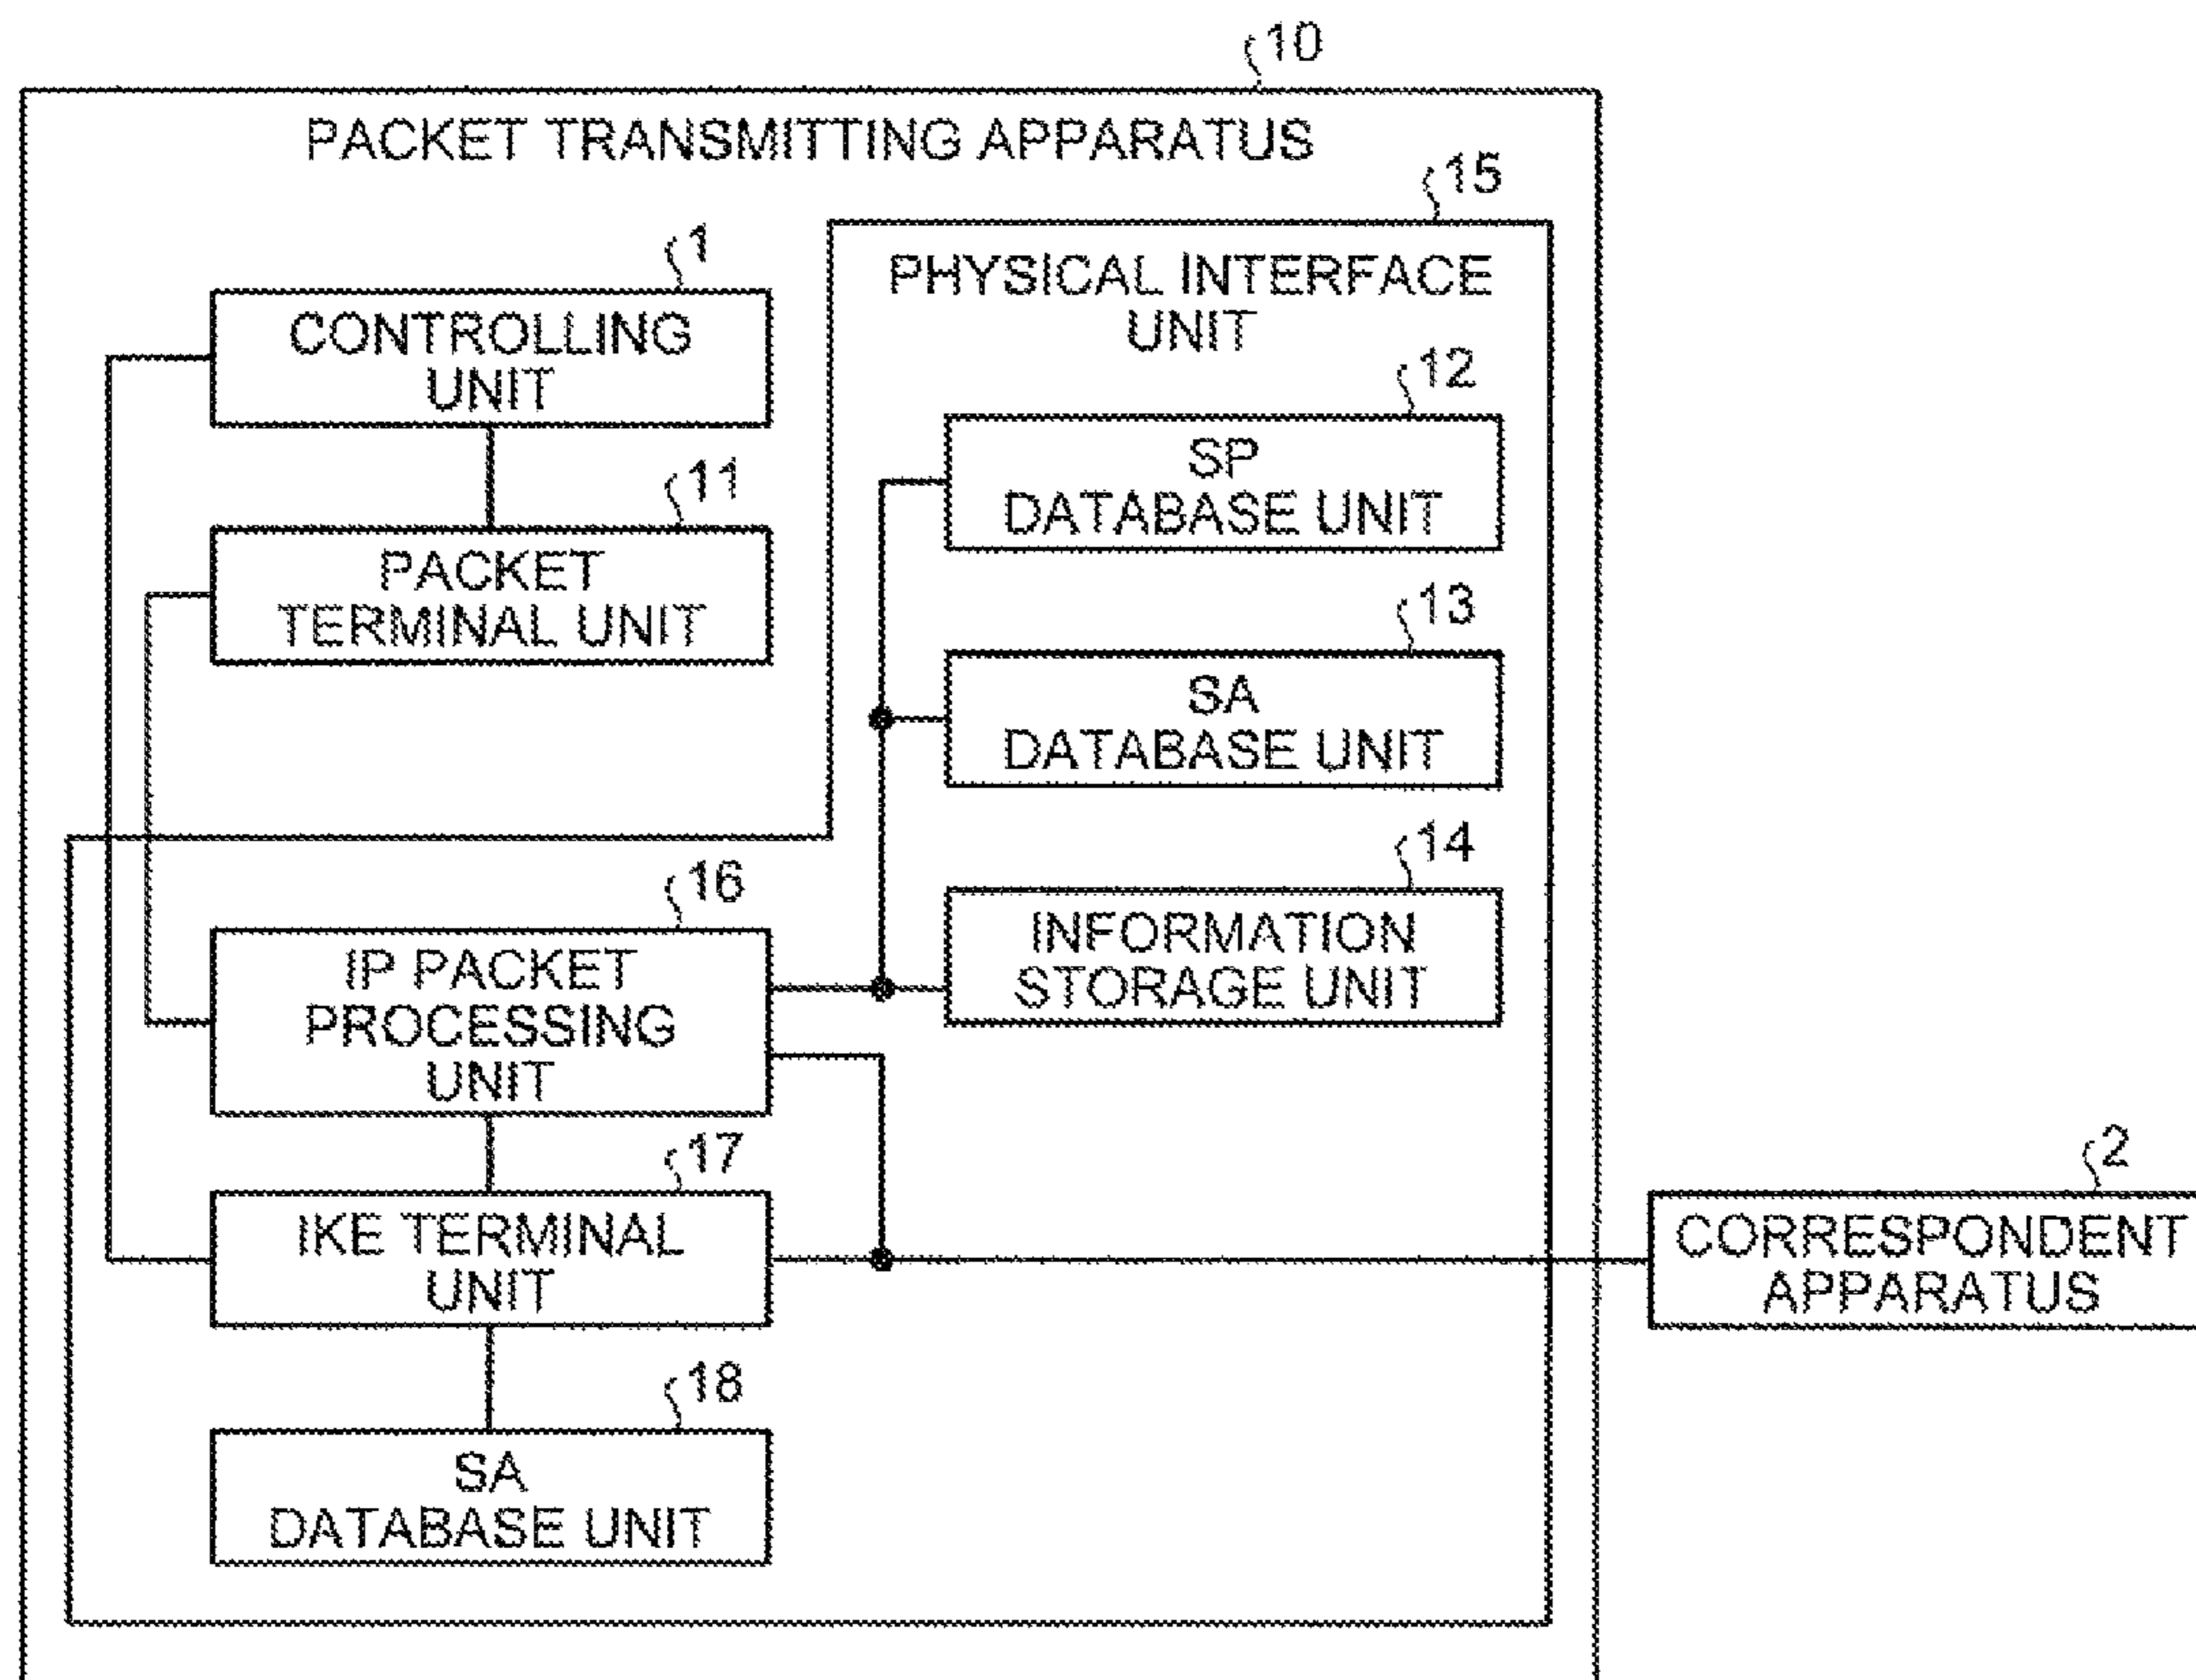 10
PACKET TRANSMITTING APPARATUS
15
1
PHYSICAL INTERFACE
UNIT
CONTROLLING
UNIT
12
SP
DATABASE UNIT
11
PACKET
TERMINAL UNIT
13
SA
DATABASE UNIT
14
INFORMATION
STORAGE UNIT
16
IP PACKET
PROCESSING
UNIT
17
IKE TERMINAL
UNIT
2
CORRESPONDENT
APPARATUS
18
SA
DATABASE UNIT